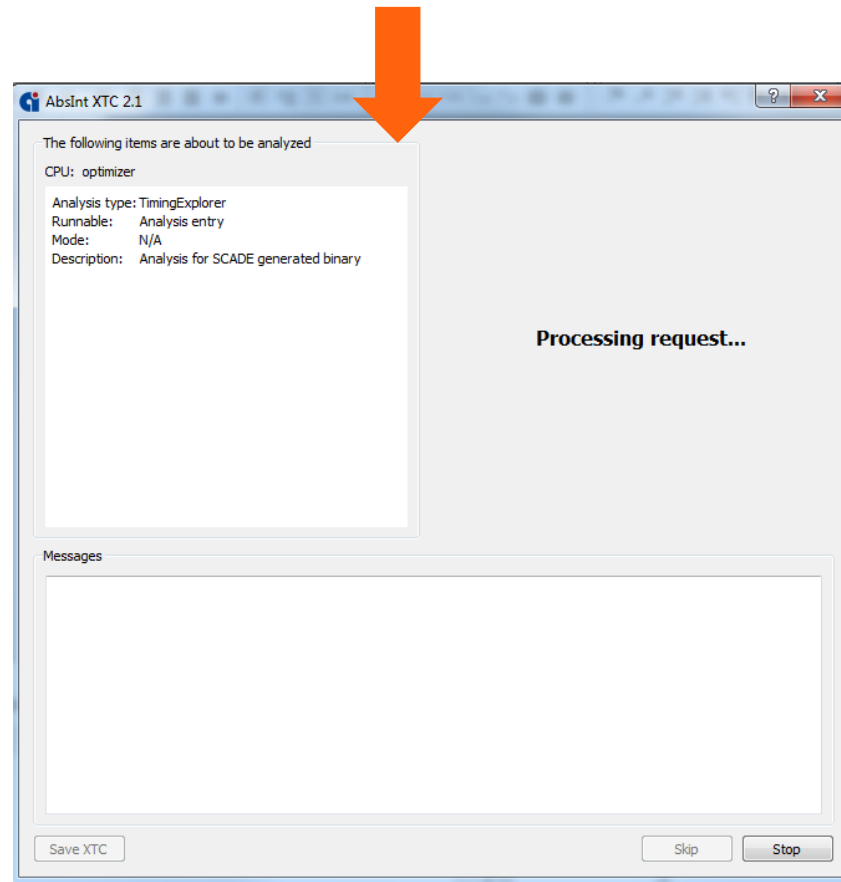 AbsInt XTC 2.1
The following items are about to be analyzed
CPU: optimizer
Analysis type: TimingExplorer
Runnable: Analysis entry
Mode: N/A
Description: Analysis for SCADE generated binary
Processing request...
Messages
Save XTC
Skip
Stop